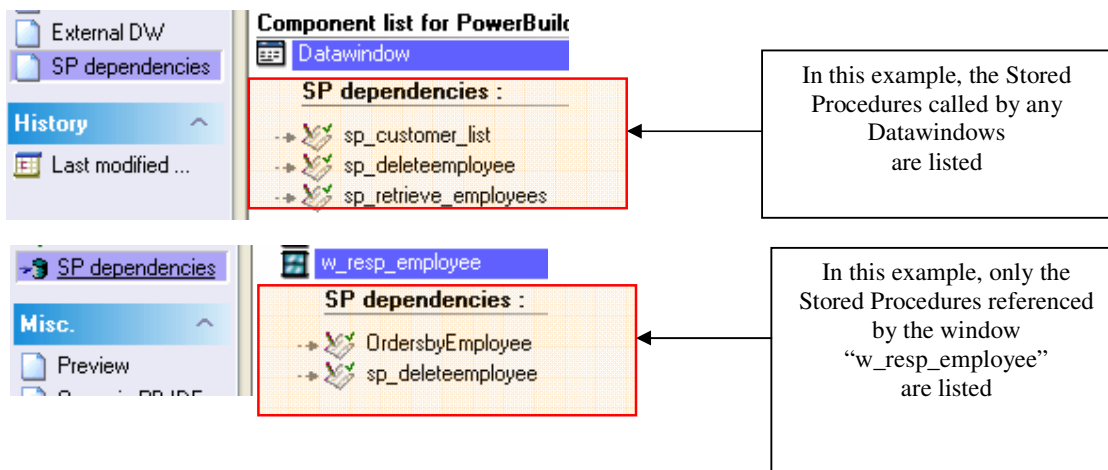 External DW
SP dependencies
History
Last modified ...
Component list for PowerBuild
Datawindow
SP dependencies :
sp_customer_list
sp_deleteemployee
sp_retrieve_employees
In this example, the Stored
Procedures called by any
Datawindows
are listed
SP dependencies
Misc.
Preview
w_resp_employee
SP dependencies :
OrdersbyEmployee
sp_deleteemployee
In this example, only the
Stored Procedures referenced
by the window
“w_resp_employee”
are listed